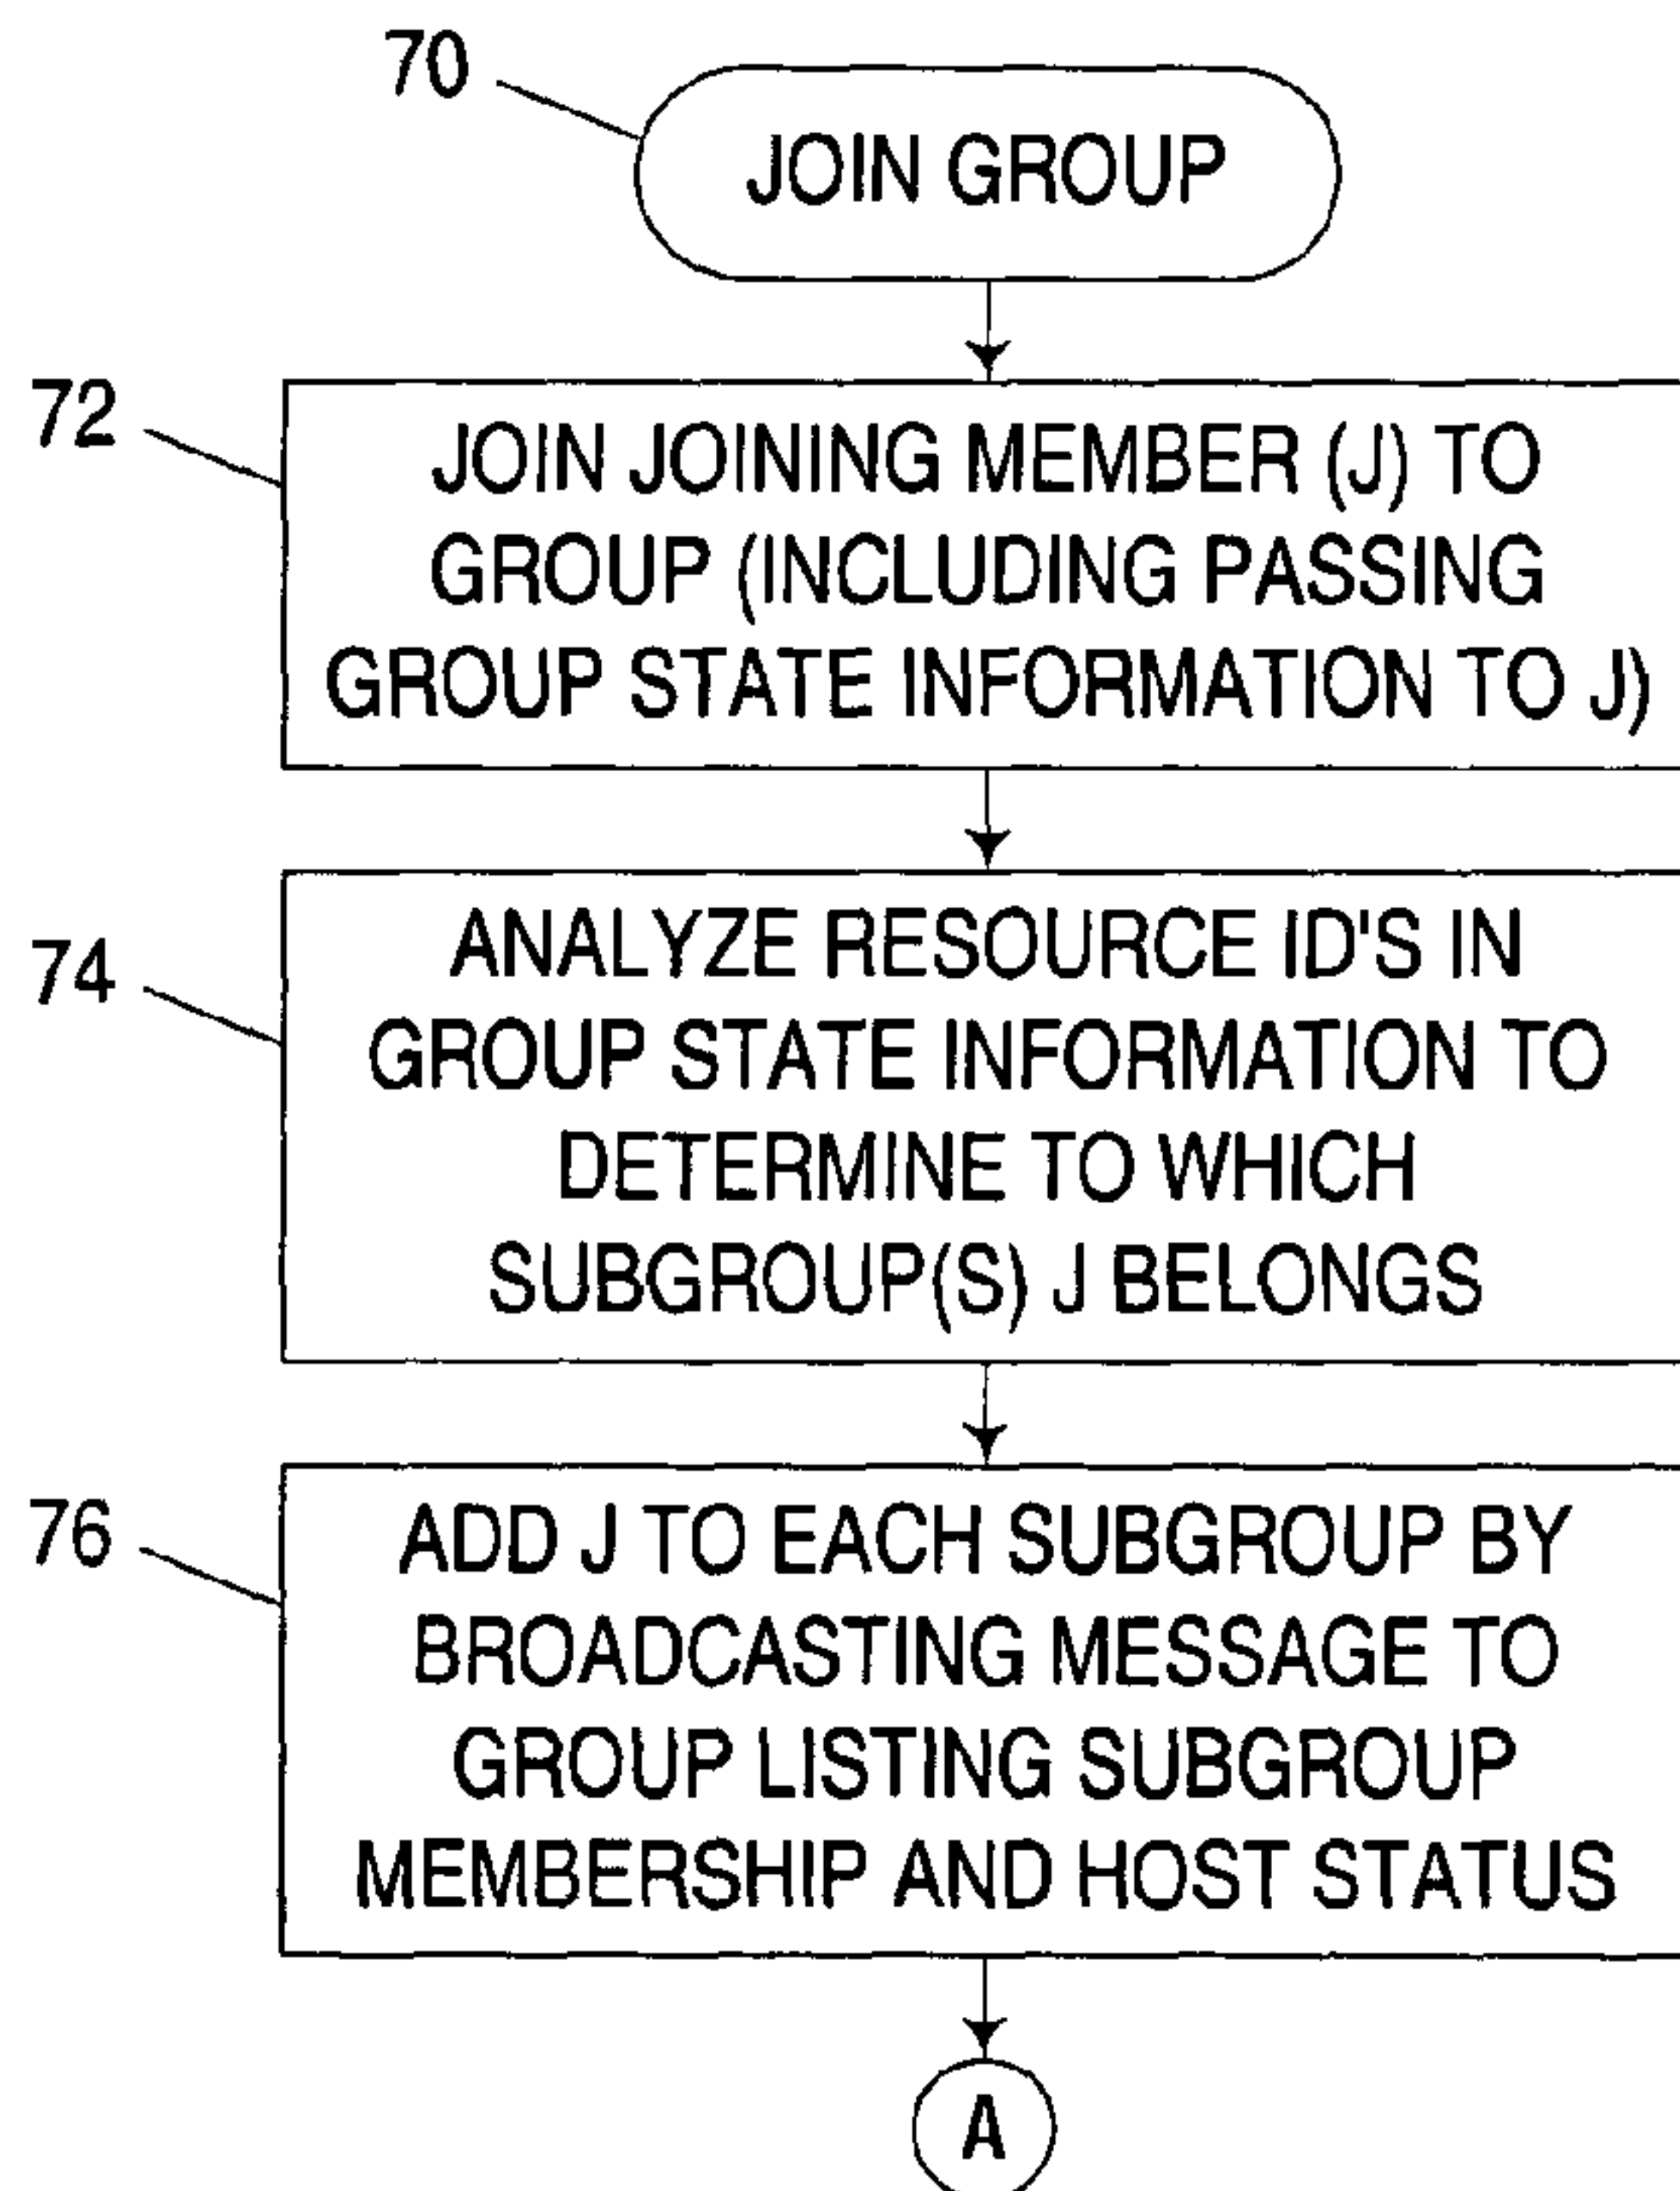 70
JOIN GROUP
72
JOIN JOINING MEMBER (J) TO
GROUP (INCLUDING PASSING
GROUP STATE INFORMATION TO J)
74
ANALYZE RESOURCE ID'S IN
GROUP STATE INFORMATION TO
DETERMINE TO WHICH
SUBGROUP(S) J BELONGS
76
ADD J TO EACH SUBGROUP BY
BROADCASTING MESSAGE TO
GROUP LISTING SUBGROUP
MEMBERSHIP AND HOST STATUS
A